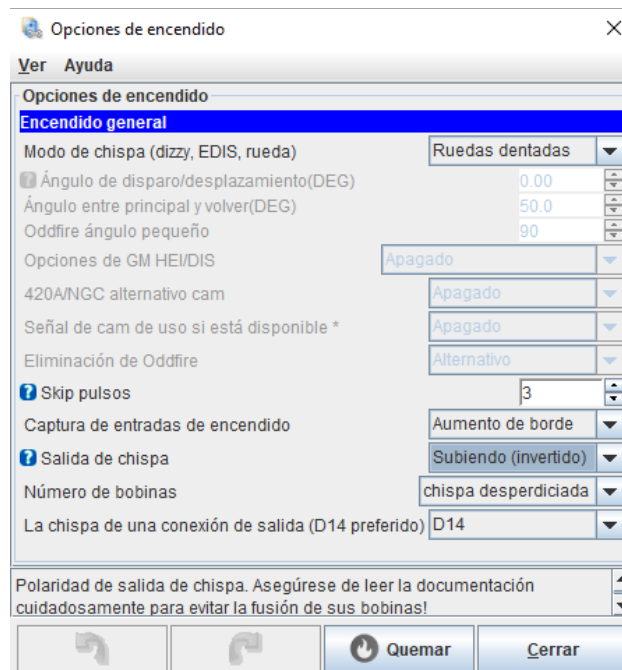 Opciones de encendido
Ver Ayuda
Opciones de encendido
Encendido general
Modo de chispa (dizzy, EDIS, rueda) Ruedas dentadas
Ángulo de disparo/desplazamiento(DEG) 0.00
Ángulo entre principal y volver(DEG) 50.0
Oddfire ángulo pequeño 90
Opciones de GM HEI/DIS Apagado
420A/NGC alternativo cam Apagado
Señal de cam de uso si está disponible * Apagado
Eliminación de Oddfire Alternativo
Skip pulsos 3
Captura de entradas de encendido Aumento de borde
Salida de chispa Subiendo (invertido)
Número de bobinas chispa desperdiciada
La chispa de una conexión de salida (D14 preferido) D14
Polaridad de salida de chispa. Asegúrese de leer la documentación
cuidadosamente para evitar la fusión de sus bobinas!
Quemar Cerrar